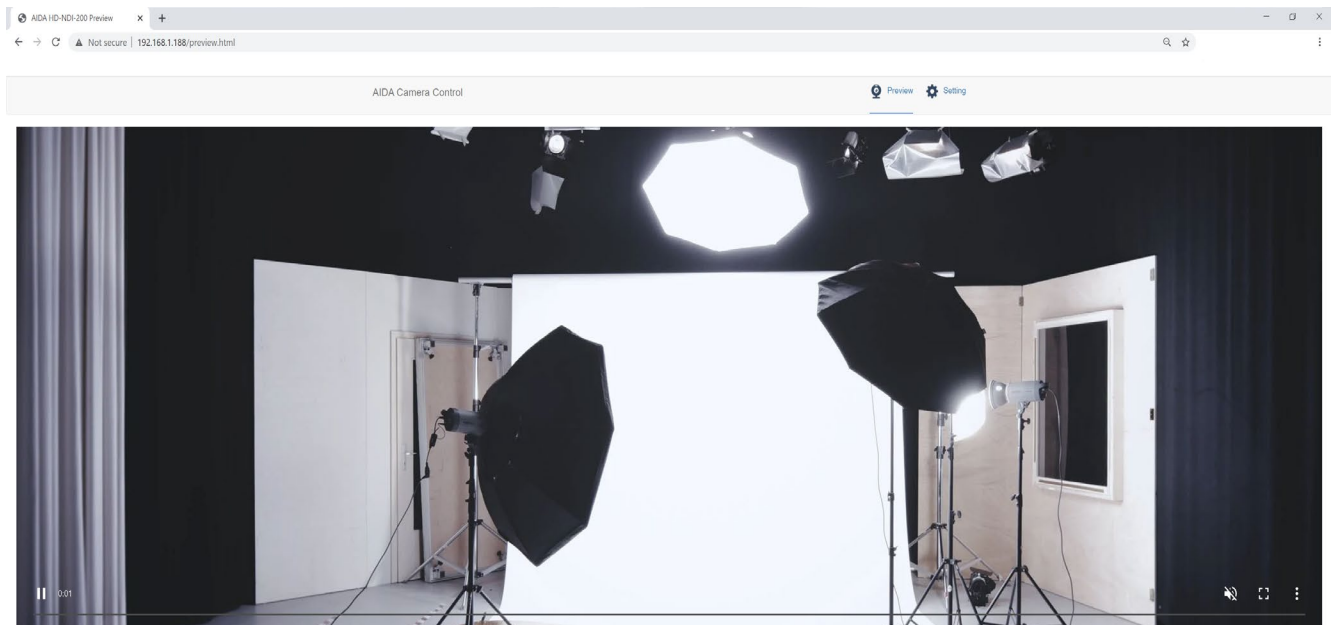 AIDA HD-NDI-200 Preview
Not secure | 192.168.1.188/preview.html
AIDA Camera Control
Preview
Setting
0:01